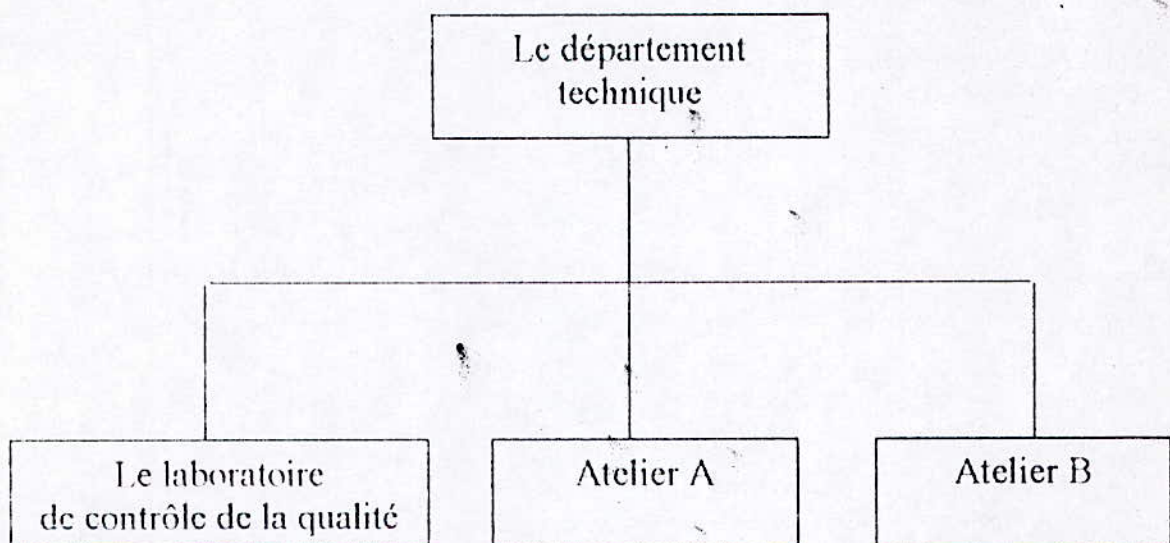 Le département
technique
Le laboratoire
de contrôle de la qualité
Atelier A
Atelier B